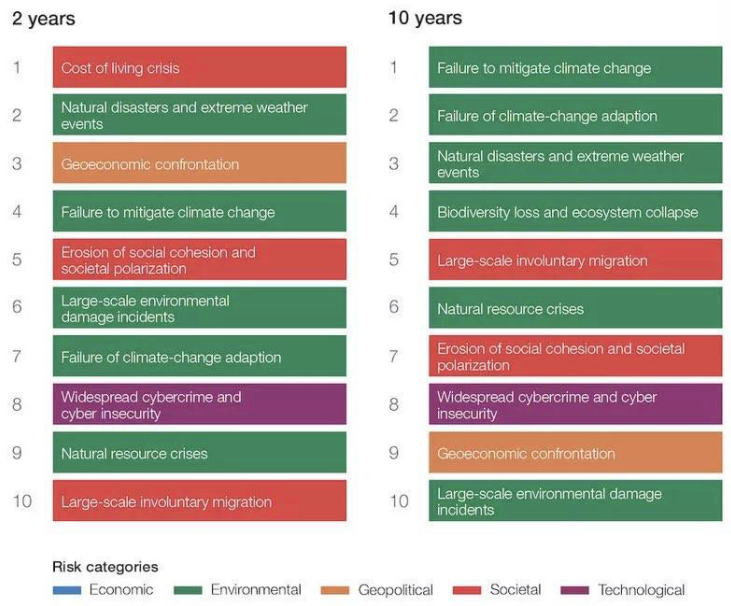 2 years
1
Cost of living crisis
2
Natural disasters and extreme weather
events
3
Geoeconomic confrontation
4
Failure to mitigate climate change
5
Erosion of social cohesion and
societal polarization
6
Large-scale environmental
damage incidents
7
Failure of climate-change adaption
8
Widespread cybercrime and
cyber insecurity
9
Natural resource crises
10
Large-scale involuntary migration
10 years
1
Failure to mitigate climate change
2
Failure of climate-change adaption
3
Natural disasters and extreme weather
events
4
Biodiversity loss and ecosystem collapse
5
Large-scale involuntary migration
6
Natural resource crises
7
Erosion of social cohesion and societal
polarization
8
Widespread cybercrime and cyber
insecurity
9
Geoeconomic confrontation
10
Large-scale environmental damage
incidents
Risk categories
Economic Environmental Geopolitical Societal Technological